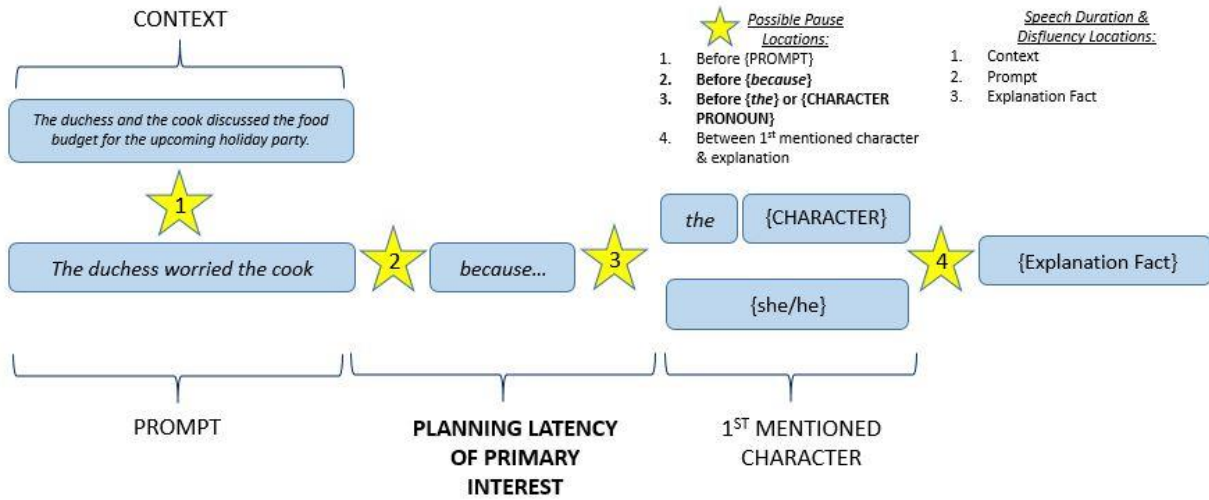 CONTEXT
The duchess and the cook discussed the food
budget for the upcoming holiday party.
1
The duchess worried the cook
2
because...
3
the
{CHARACTER}
{she/he}
4
{Explanation Fact}
PROMPT
PLANNING LATENCY
OF PRIMARY
INTEREST
1ST MENTIONED
CHARACTER
Possible Pause
Locations:
1. Before {PROMPT}
2. Before {because}
3. Before {the} or {CHARACTER
PRONOUN}
4. Between 1st mentioned character
& explanation
Speech Duration &
Disfluency Locations:
1. Context
2. Prompt
3. Explanation Fact